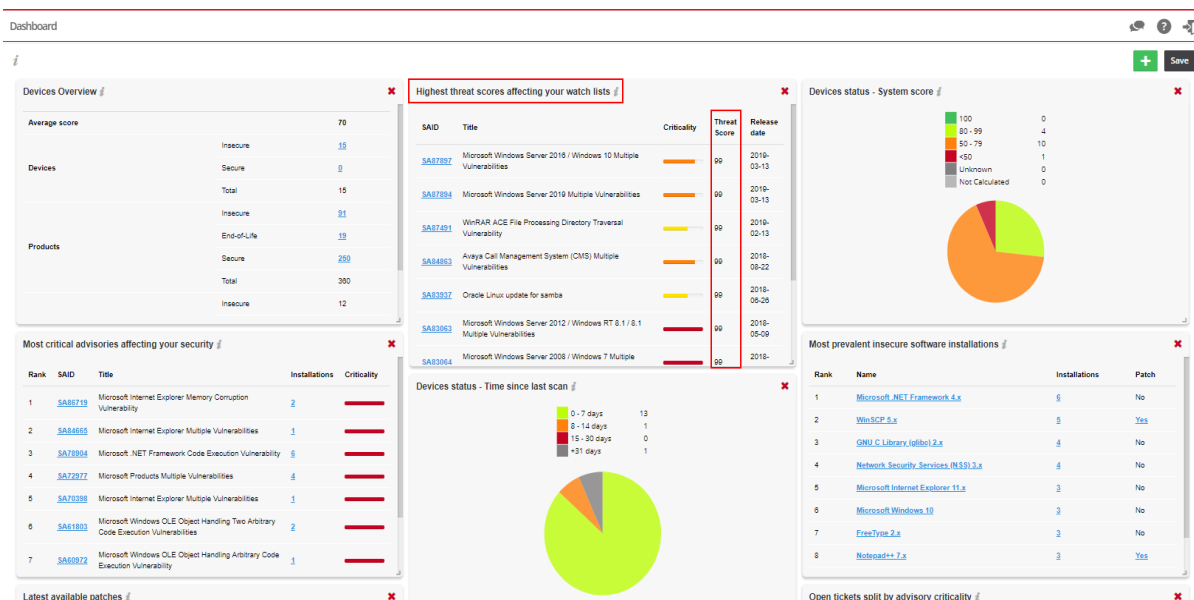 Dashboard
Save
Devices Overview
Average score 70
Devices
Insecure 15
Secure 0
Total 15
Products
Insecure 91
End-of-Life 19
Secure 250
Total 360
Insecure 12
Highest threat scores affecting your watch lists
SAID Title Criticality Threat Score Release date
SA87897 Microsoft Windows Server 2016 / Windows 10 Multiple Vulnerabilities 99 2019-03-13
SA87894 Microsoft Windows Server 2019 Multiple Vulnerabilities 99 2019-03-13
SA87491 WinRAR ACE File Processing Directory Traversal Vulnerability 99 2019-02-13
SA84863 Avaya Call Management System (CMS) Multiple Vulnerabilities 99 2018-08-22
SA83937 Oracle Linux update for samba 99 2018-06-26
SA83063 Microsoft Windows Server 2012 / Windows RT 8.1 / 8.1 Multiple Vulnerabilities 99 2018-05-09
SA83064 Microsoft Windows Server 2008 / Windows 7 Multiple 99 2018-
Devices status - System score
100 0
80 - 99 4
50 - 79 10
<50 1
Unknown 0
Not Calculated 0
Most critical advisories affecting your security
Rank SAID Title Installations Criticality
1 SA86719 Microsoft Internet Explorer Memory Corruption Vulnerability 2
2 SA84665 Microsoft Internet Explorer Multiple Vulnerabilities 1
3 SA78904 Microsoft .NET Framework Code Execution Vulnerability 6
4 SA72977 Microsoft Products Multiple Vulnerabilities 4
5 SA70398 Microsoft Internet Explorer Multiple Vulnerabilities 1
6 SA61803 Microsoft Windows OLE Object Handling Two Arbitrary Code Execution Vulnerabilities 2
7 SA60972 Microsoft Windows OLE Object Handling Arbitrary Code Execution Vulnerability 1
Devices status - Time since last scan
0 - 7 days 13
8 - 14 days 1
15 - 30 days 0
+31 days 1
Most prevalent insecure software installations
Rank Name Installations Patch
1 Microsoft .NET Framework 4.x 6 No
2 WinSCP 5.x 5 Yes
3 GNU C Library (glibc) 2.x 4 No
4 Network Security Services (NSS) 3.x 4 No
5 Microsoft Internet Explorer 11.x 3 No
6 Microsoft Windows 10 3 No
7 FreeType 2.x 3 No
8 Notepad++ 7.x 3 Yes
Latest available patches
Open tickets split by advisory criticality